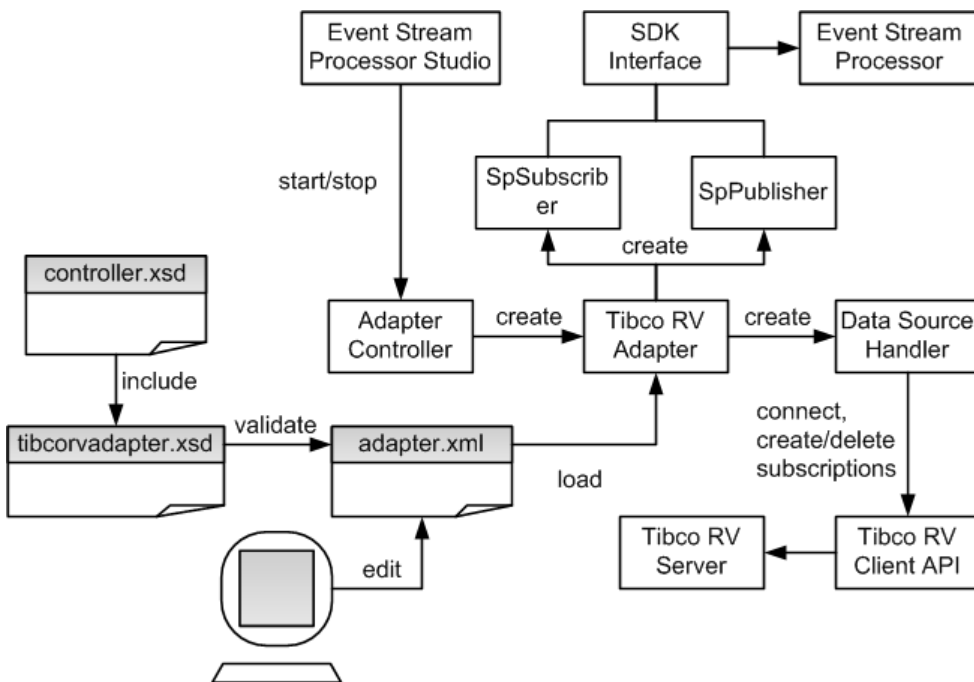 Event Stream
Processor Studio
SDK
Interface
Event Stream
Processor
start/stop
SpSubscrib
er
SpPublisher
create
controller.xsd
Adapter
Controller
create
Tibco RV
Adapter
create
Data Source
Handler
include
tibcorvadapter.xsd
validate
adapter.xml
load
connect,
create/delete
subscriptions
edit
Tibco RV
Server
Tibco RV
Client API